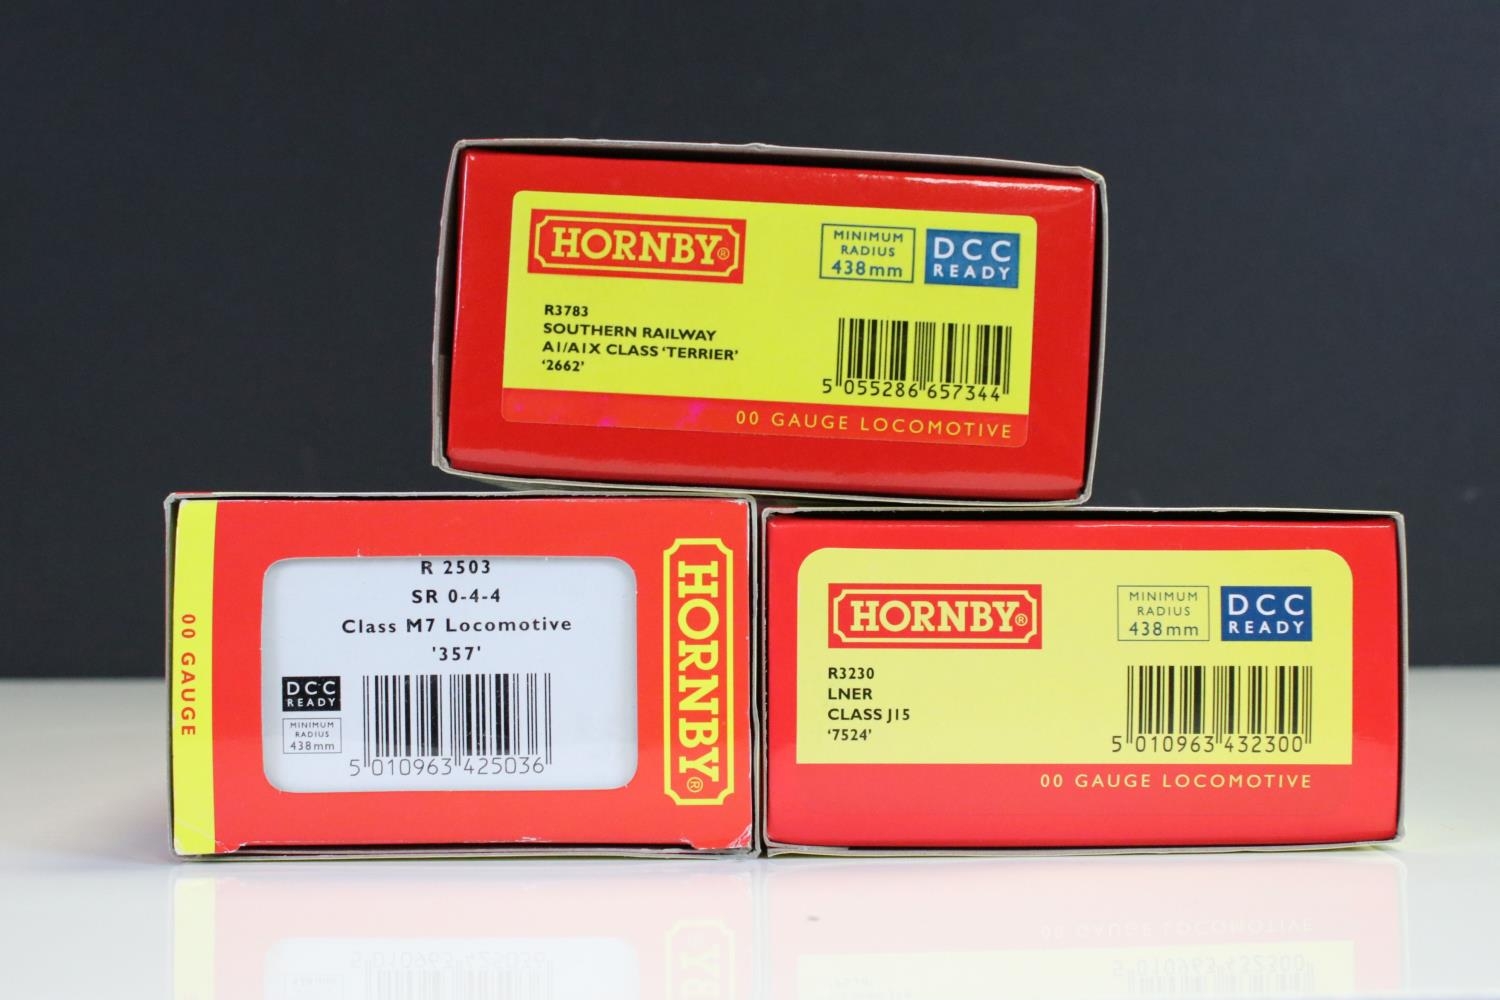 HORNBY®
MINIMUM
RADIUS
438mm
DCC
READY
R3783
SOUTHERN RAILWAY
A1/A1X CLASS ‘TERRIER’
‘2662’
5 055286 657344
00 GAUGE LOCOMOTIVE
00 GAUGE
R 2503
SR 0-4-4
Class M7 Locomotive
'357'
DCC
READY
MINIMUM
RADIUS
438mm
5 010963 425036
HORNBY®
HORNBY®
MINIMUM
RADIUS
438mm
DCC
READY
R3230
LNER
CLASS J15
‘7524’
5 010963 432300
00 GAUGE LOCOMOTIVE